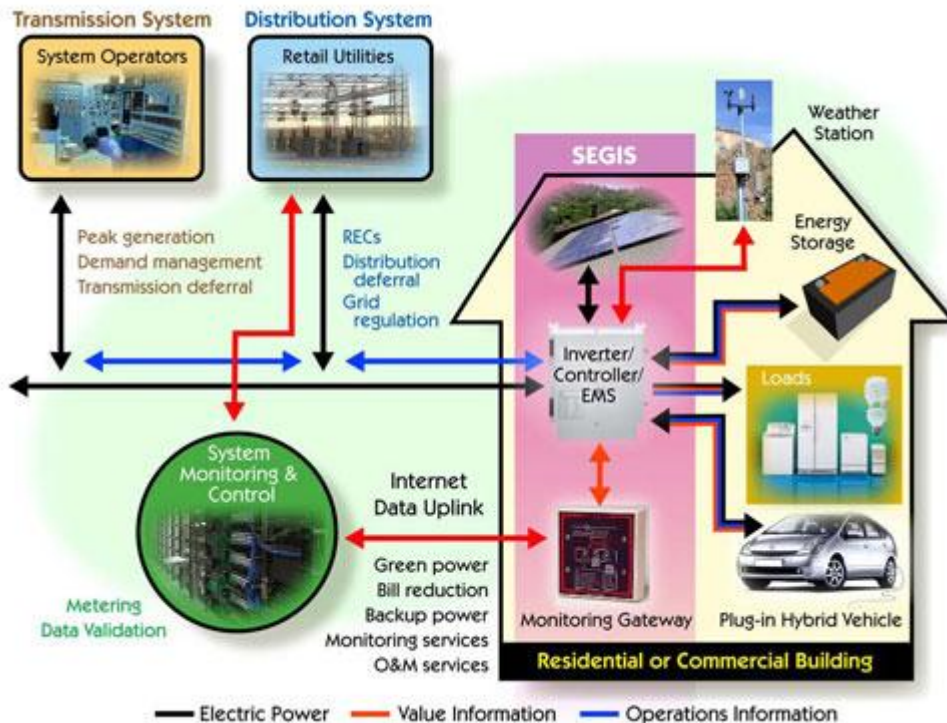 Transmission System
System Operators
Distribution System
Retail Utilities
Peak generation
Demand management
Transmission deferral
RECs
Distribution
deferral
Grid
regulation
SEGIS
Weather
Station
Energy
Storage
Inverter/
Controller/
EMS
Loads
System
Monitoring &
Control
Metering
Data Validation
Internet
Data Uplink
Green power
Bill reduction
Backup power
Monitoring services
O&M services
Monitoring Gateway
Plug-in Hybrid Vehicle
Residential or Commercial Building
Electric Power
Value Information
Operations Information